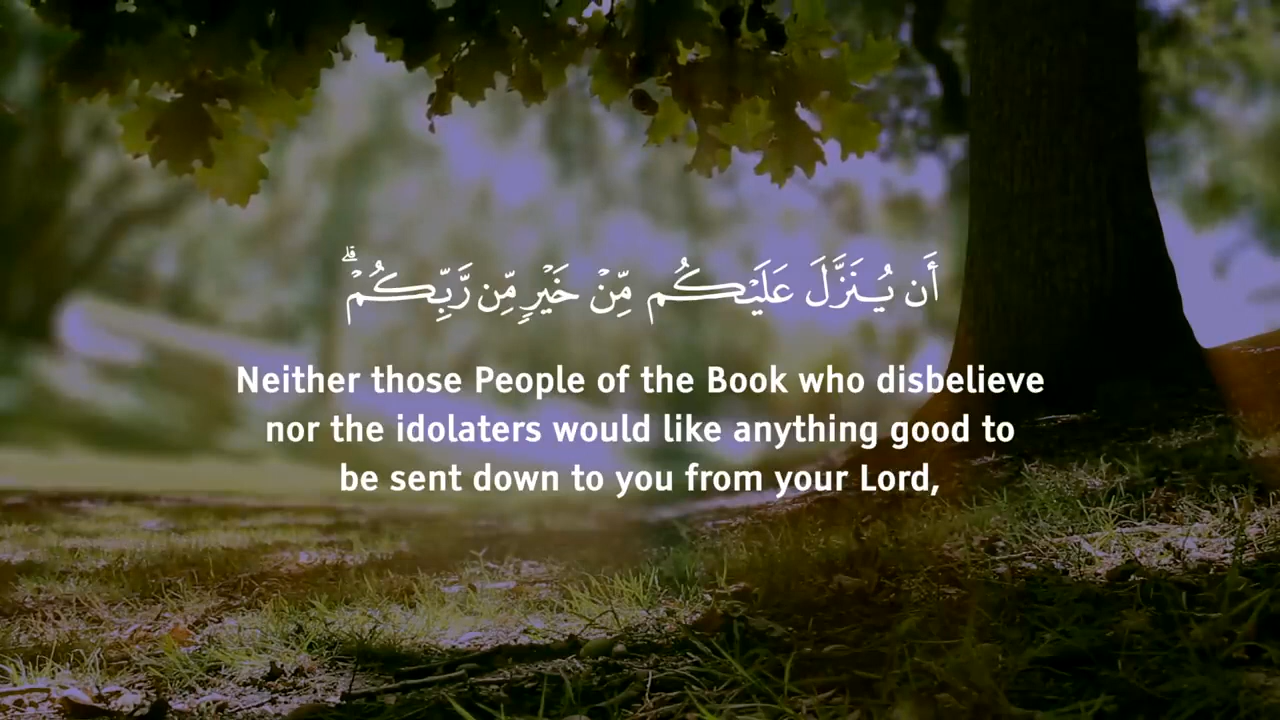 أَن يُنَزَّلَ عَلَيْكُم مِّنْ خَيْرٍ مِّن رَّبِّكُمْ ۗ
Neither those People of the Book who disbelieve
nor the idolaters would like anything good to
be sent down to you from your Lord,